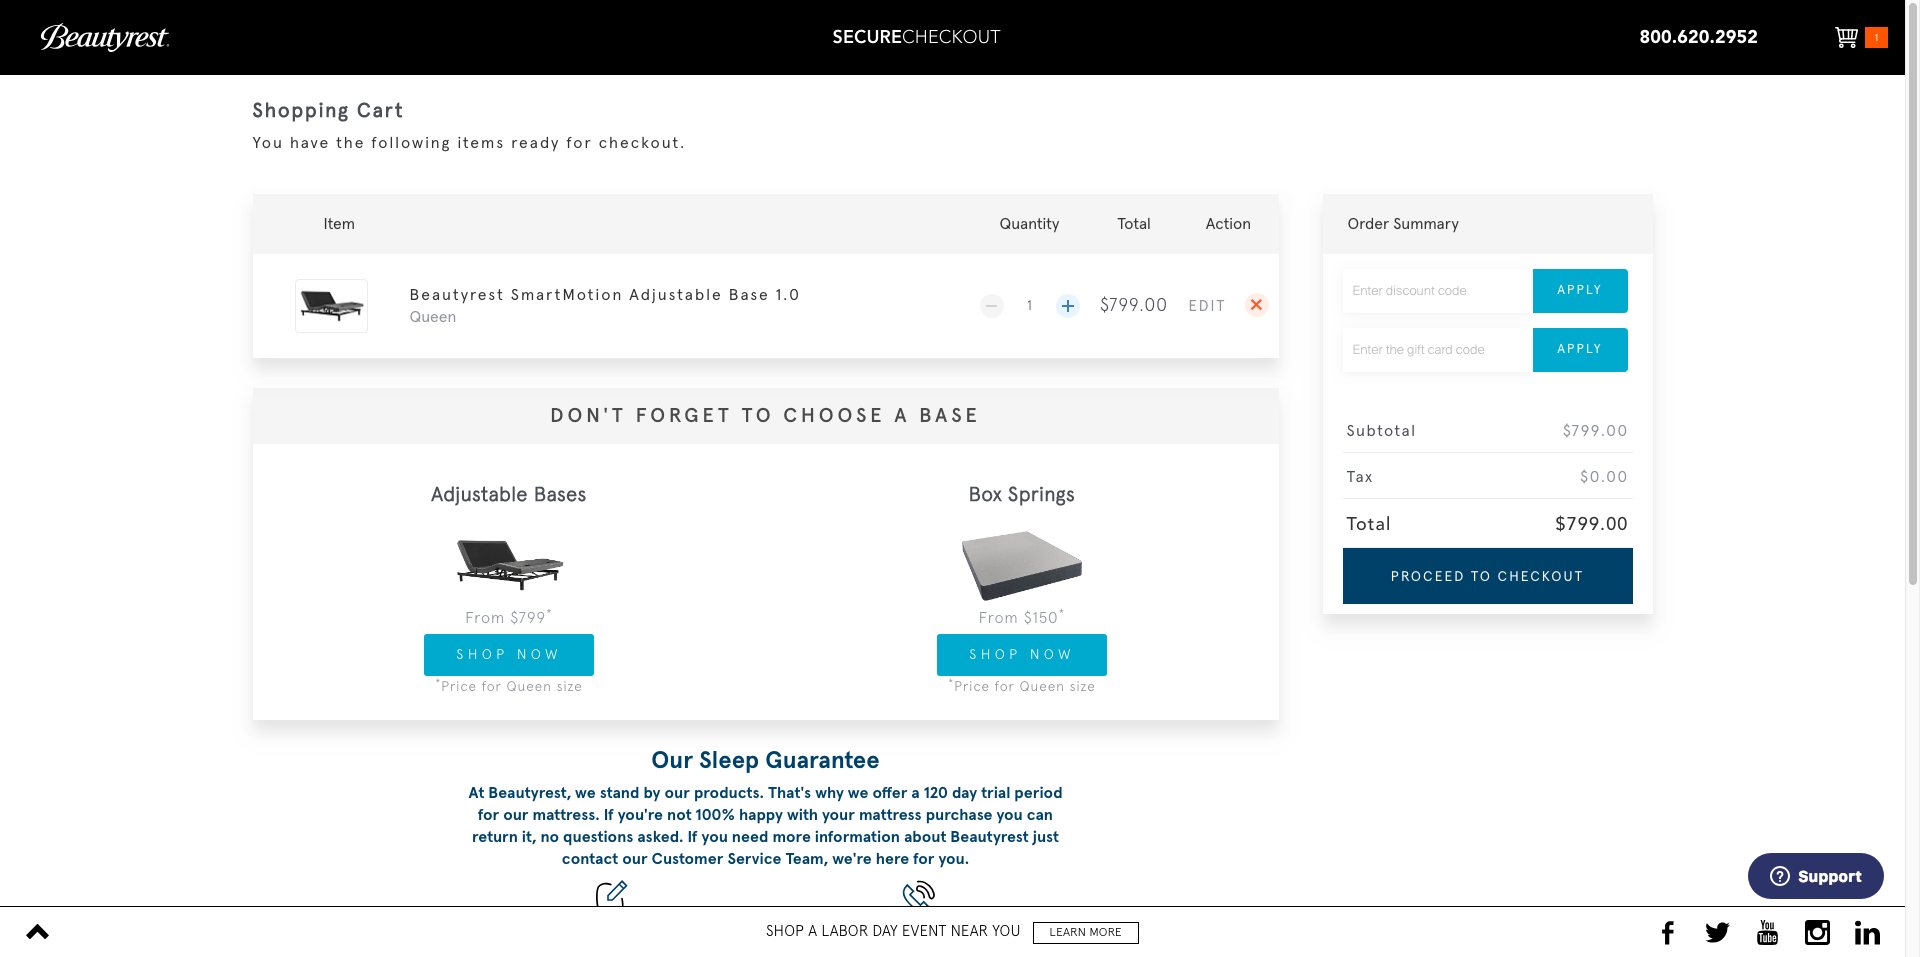 Beautyrest
SECURECHECKOUT
800.620.2952
1
Shopping Cart
You have the following items ready for checkout.
Item
Quantity
Total
Action
Beautyrest SmartMotion Adjustable Base 1.0
Queen
1
$799.00
EDIT
DON'T FORGET TO CHOOSE A BASE
Adjustable Bases
From $799*
SHOP NOW
*Price for Queen size
Box Springs
From $150*
SHOP NOW
*Price for Queen size
Order Summary
Enter discount code
APPLY
Enter the gift card code
APPLY
Subtotal
$799.00
Tax
$0.00
Total
$799.00
PROCEED TO CHECKOUT
Our Sleep Guarantee
At Beautyrest, we stand by our products. That's why we offer a 120 day trial period
for our mattress. If you're not 100% happy with your mattress purchase you can
return it, no questions asked. If you need more information about Beautyrest just
contact our Customer Service Team, we're here for you.
Support
SHOP A LABOR DAY EVENT NEAR YOU
LEARN MORE
You
Tube
in